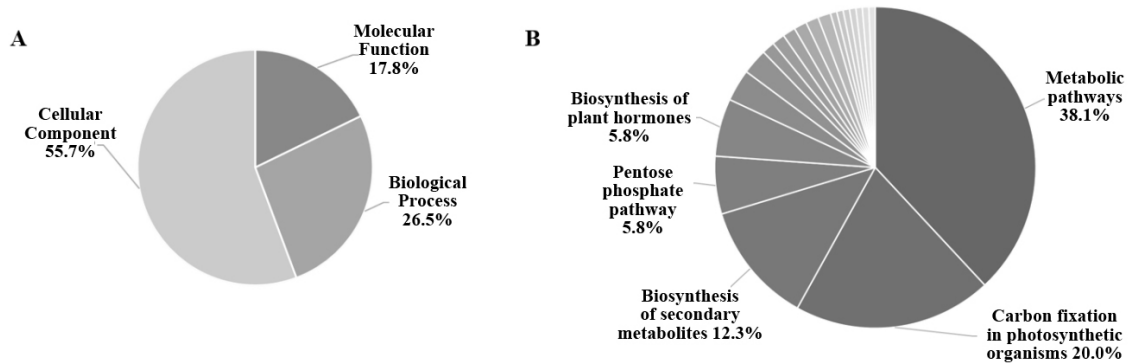 A
Molecular
Function
17.8%
Cellular
Component
55.7%
Biological
Process
26.5%
B
Metabolic
pathways
38.1%
Biosynthesis of
plant hormones
5.8%
Pentose
phosphate
pathway
5.8%
Biosynthesis
of secondary
metabolites 12.3%
Carbon fixation
in photosynthetic
organisms 20.0%